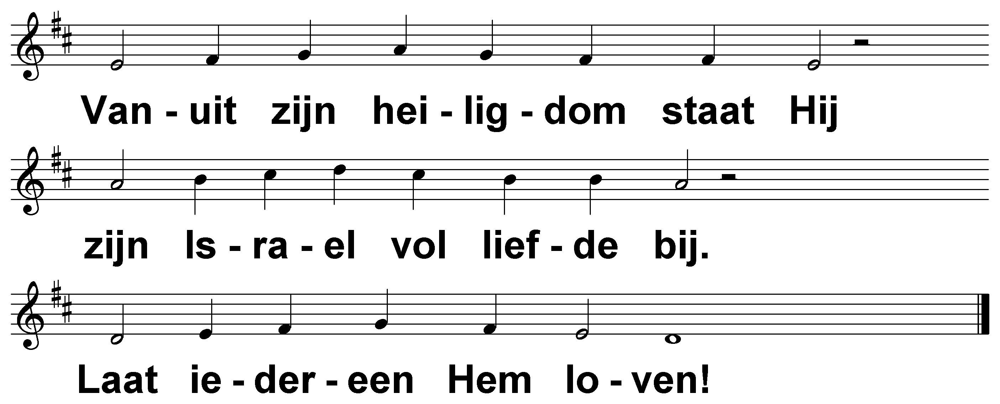 Van - uit zijn hei - lig - dom staat Hij
zijn Is - ra - el vol lief - de bij.
Laat ie - der - een Hem lo - ven!